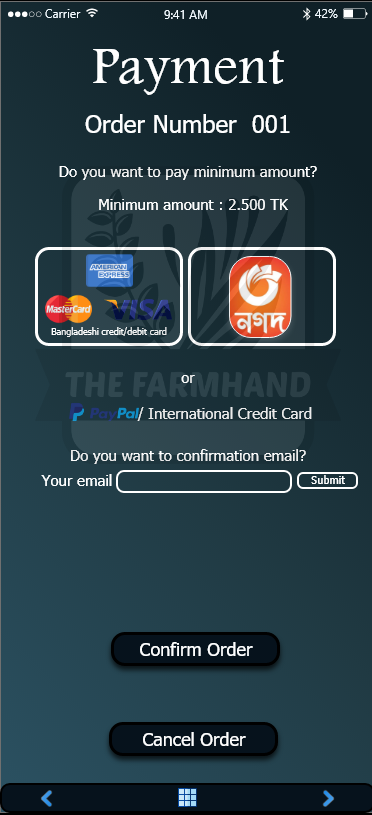 Carrier 9:41 AM 42%
Payment
Order Number 001
Do you want to pay minimum amount?
Minimum amount : 2.500 TK
AMERICAN
EXPRESS
MasterCard VISA
Bangladeshi credit/debit card
নগদ
THE FARMHAND
or
PayPal/ International Credit Card
Do you want to confirmation email?
Your email Submit
Confirm Order
Cancel Order